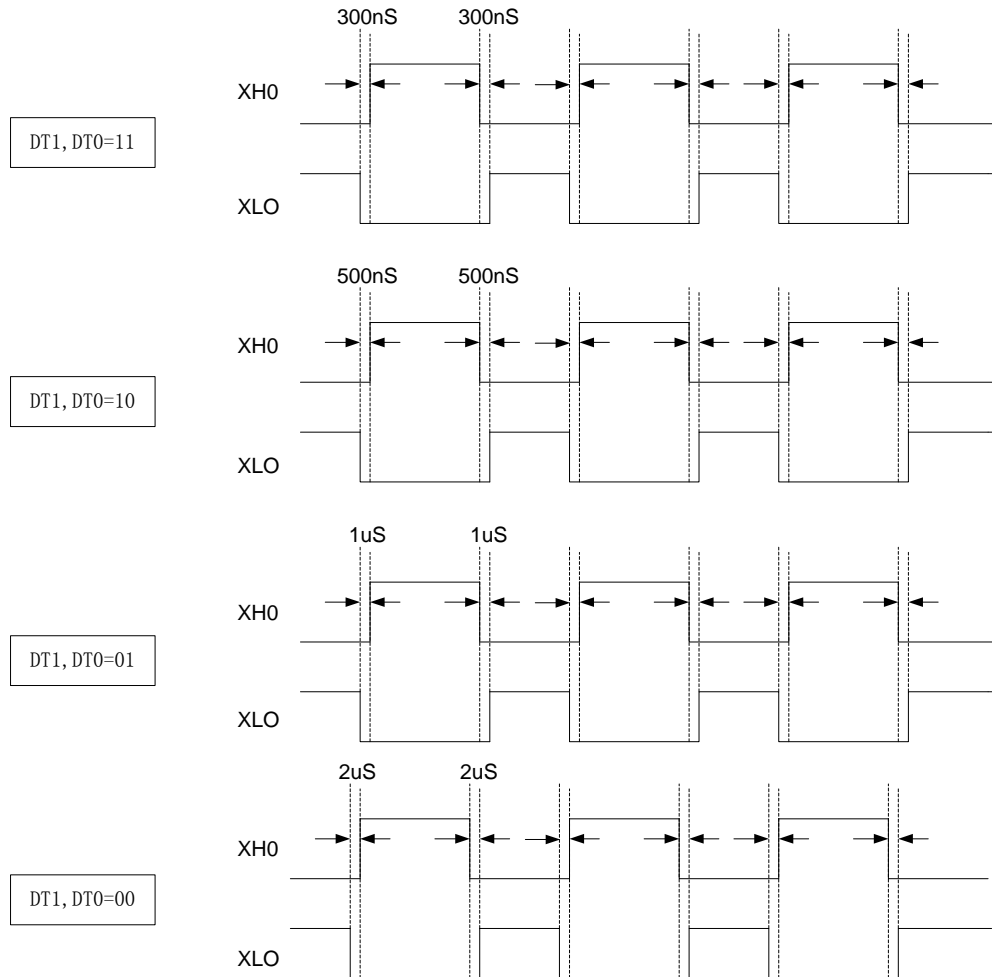 300nS 300nS
XH0
DT1,DT0=11
XLO
500nS 500nS
XH0
DT1,DT0=10
XLO
1uS 1uS
XH0
DT1,DT0=01
XLO
2uS 2uS
XH0
DT1,DT0=00
XLO